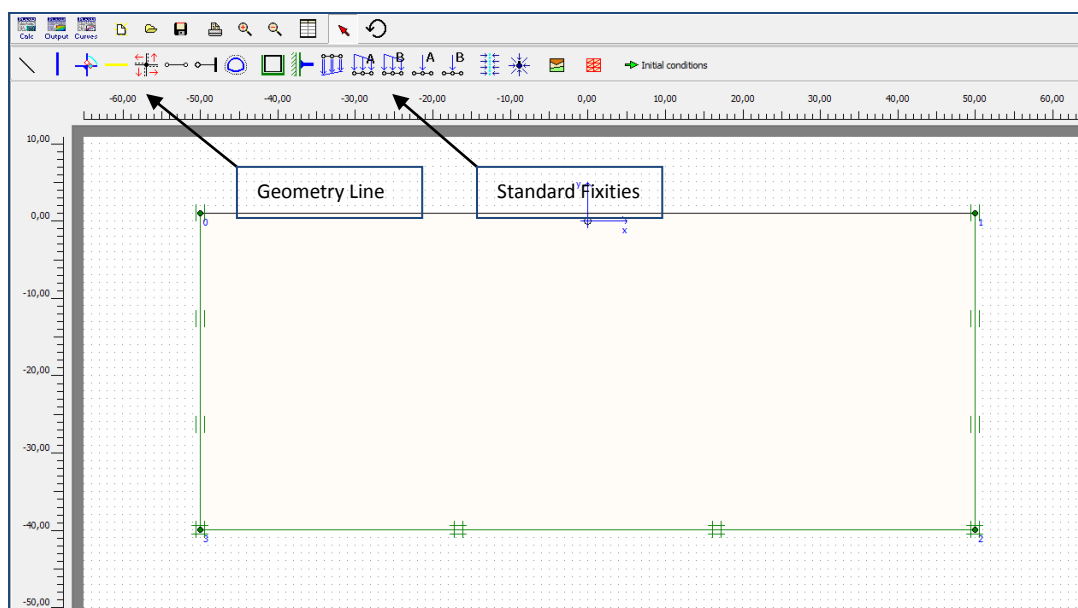 Calc Output Curves
A B A B Initial conditions
-60,00 -50,00 -40,00 -30,00 -20,00 -10,00 0,00 10,00 20,00 30,00 40,00 50,00 60,00
10,00
Geometry Line
Standard Fixities
y
0,00
0
x
1
-10,00
-20,00
-30,00
-40,00
3
2
-50,00